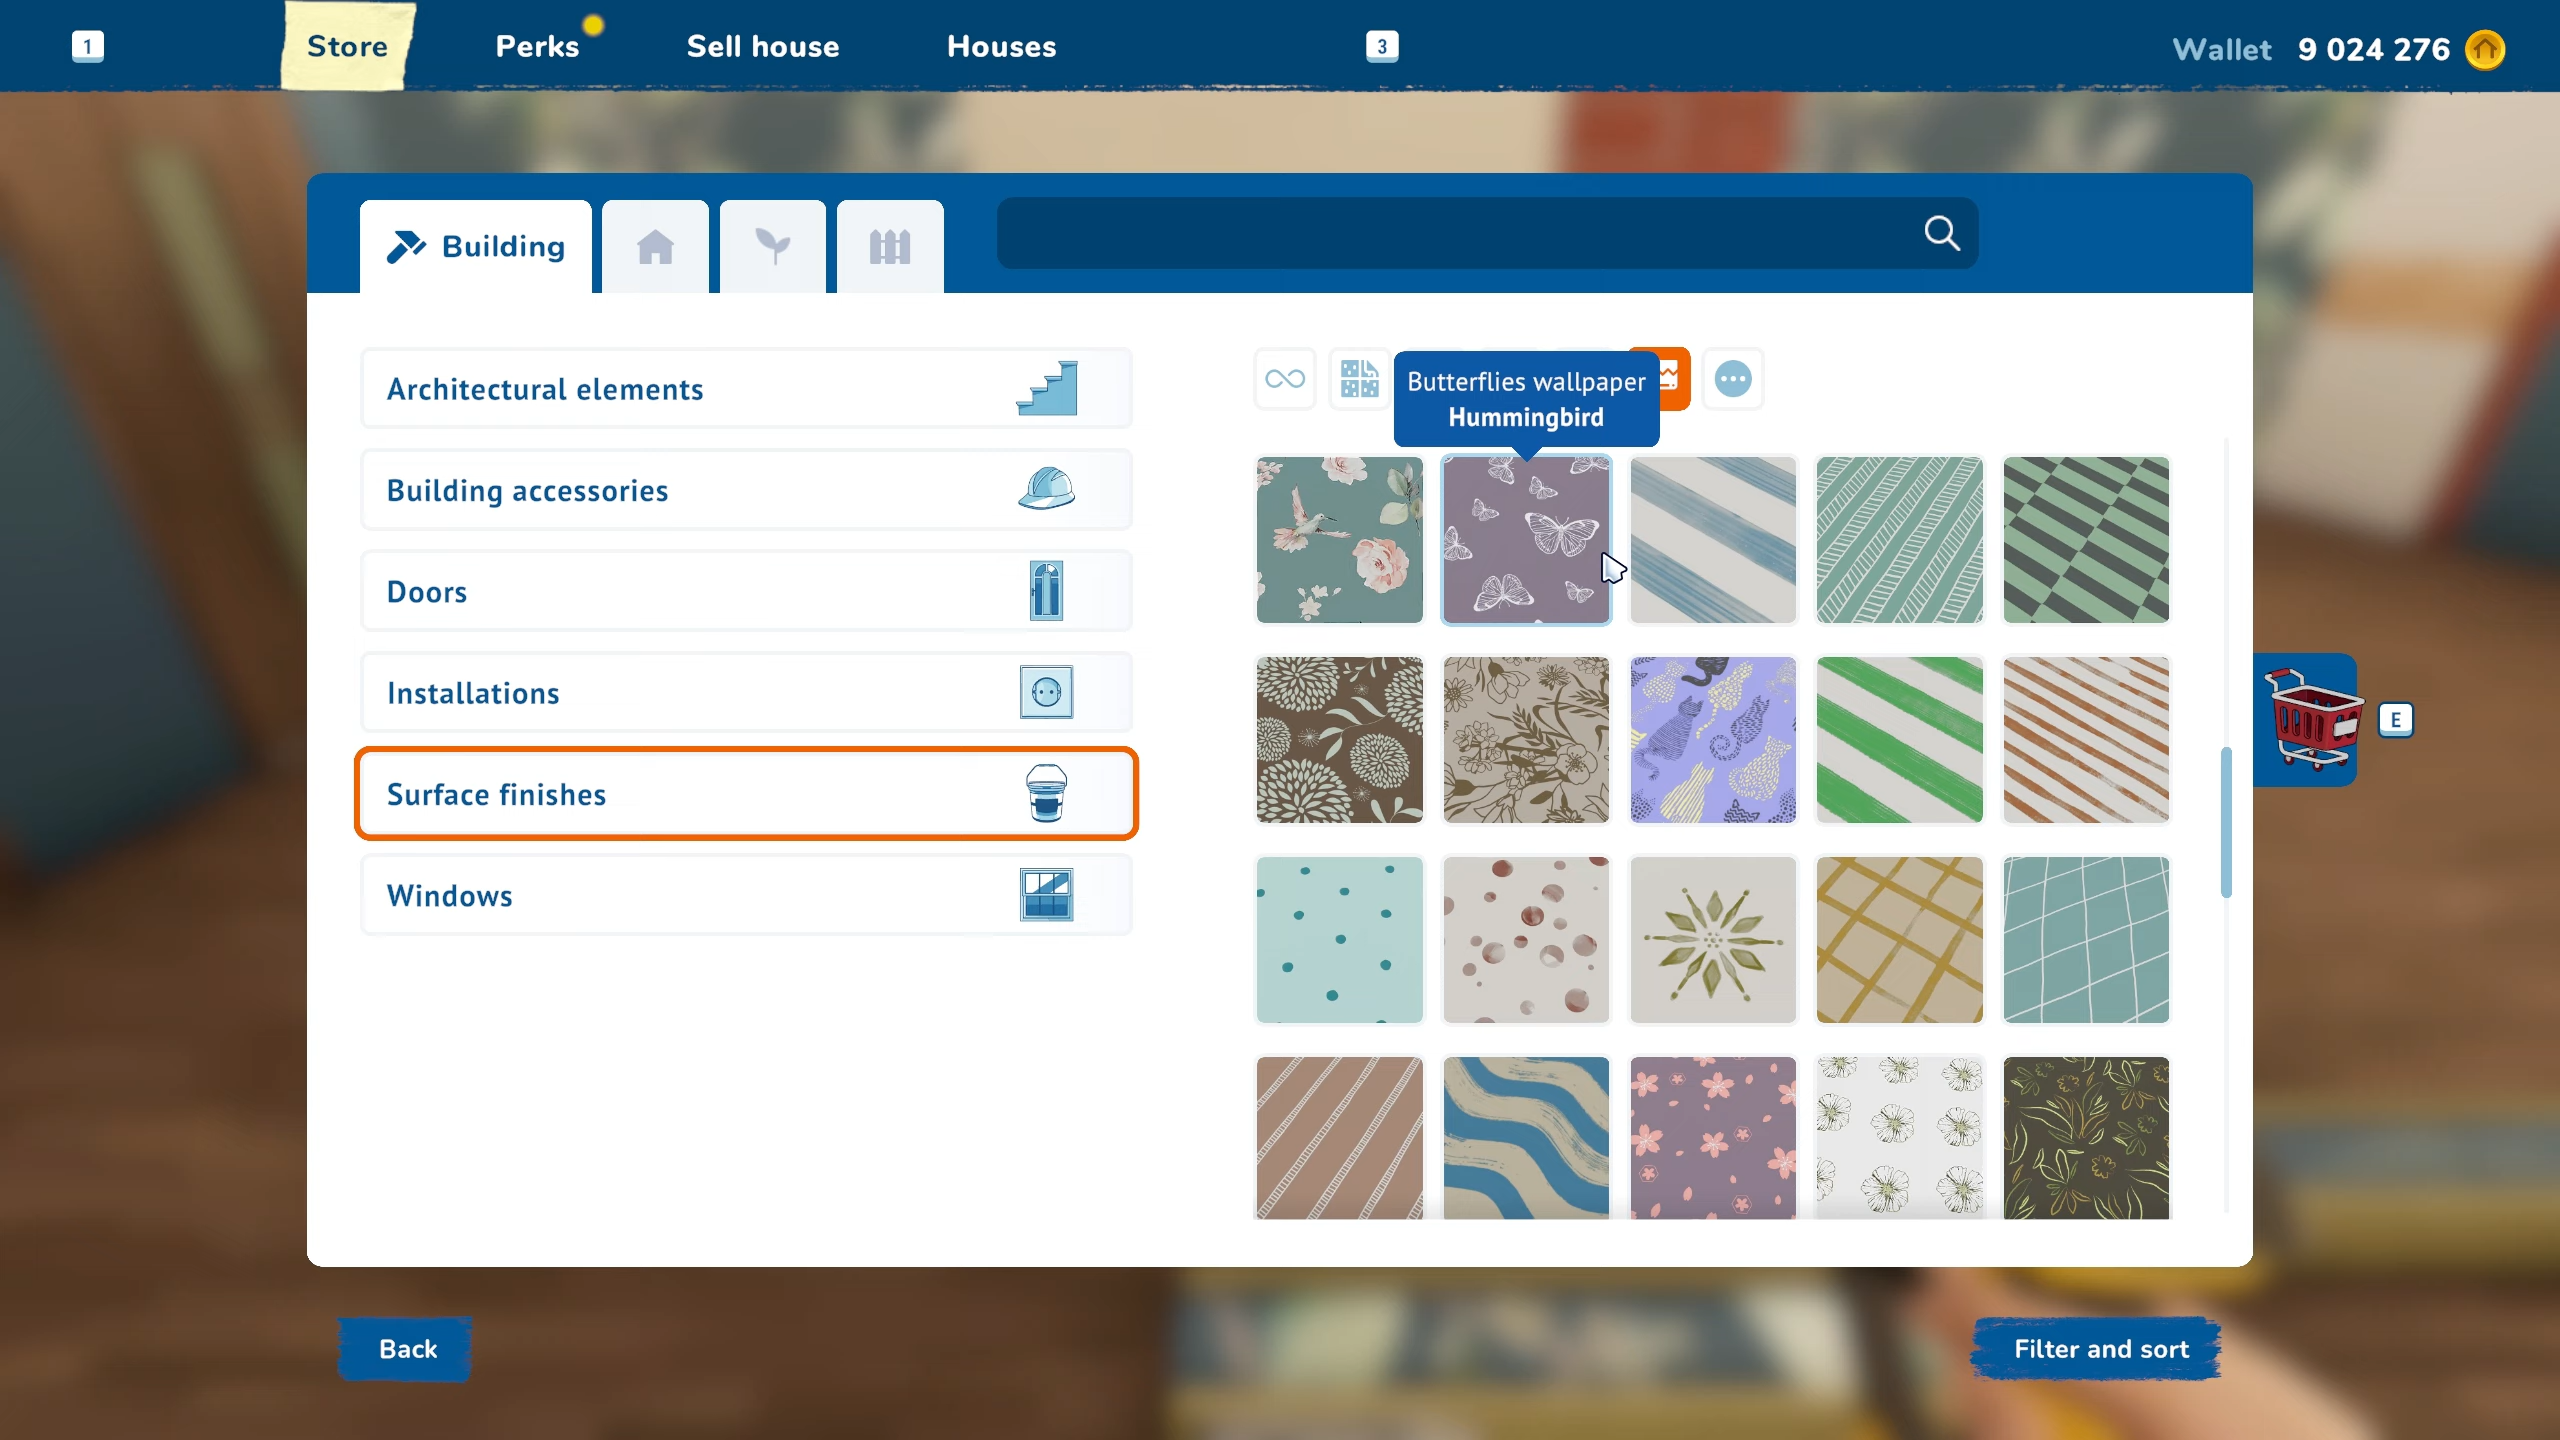 1
Store
Perks
Sell house
Houses
3
Wallet 9 024 276
Building
Architectural elements
Building accessories
Doors
Installations
Surface finishes
Windows
Butterflies wallpaper
Hummingbird
E
Back
Filter and sort